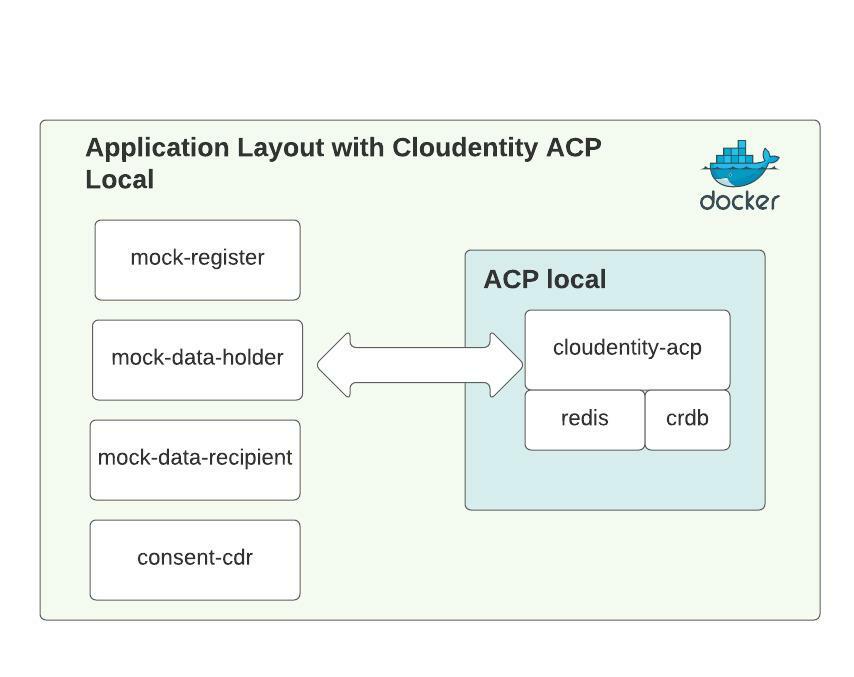 Application Layout with Cloudentity ACP
Local
docker
mock-register
ACP local
mock-data-holder
cloudentity-acp
redis
crdb
mock-data-recipient
consent-cdr